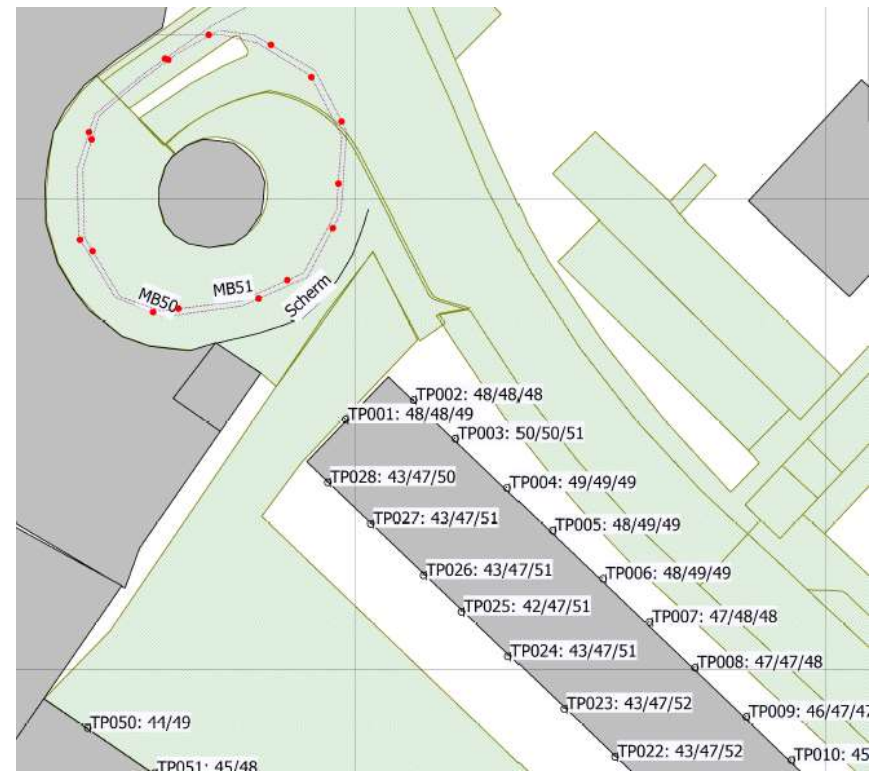 MB50
MB51
Scherm
TP002: 48/48/48
TP001: 48/48/49
TP003: 50/50/51
TP028: 43/47/50
TP004: 49/49/49
TP027: 43/47/51
TP005: 48/49/49
TP026: 43/47/51
TP006: 48/49/49
TP025: 42/47/51
TP007: 47/48/48
TP024: 43/47/51
TP008: 47/47/48
TP023: 43/47/52
TP009: 46/47/47
TP050: 44/49
TP022: 43/47/52
TP010: 45
TP051: 45/48